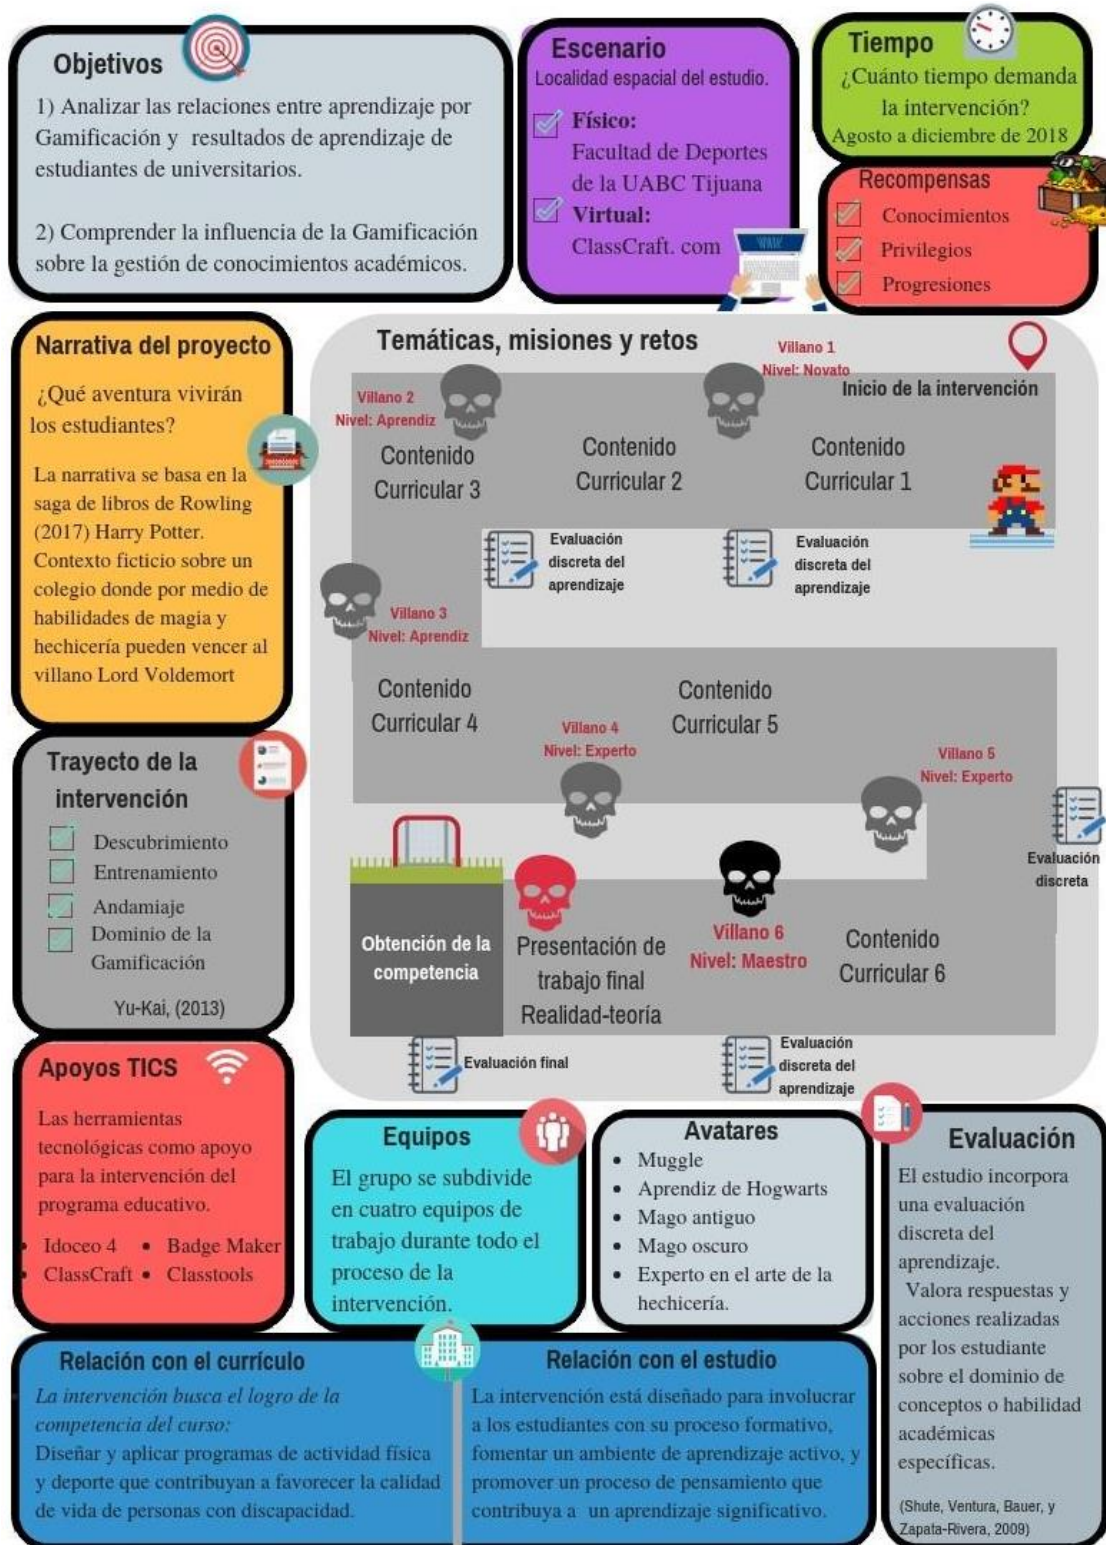 Objetivos
1) Analizar las relaciones entre aprendizaje por
Gamificación y resultados de aprendizaje de
estudiantes de universitarios.
2) Comprender la influencia de la Gamificación
sobre la gestión de conocimientos académicos.
Escenario
Localidad espacial del estudio.
Físico:
Facultad de Deportes
de la UABC Tijuana
Virtual:
ClassCraft. com
Tiempo
¿Cuánto tiempo demanda
la intervención?
Agosto a diciembre de 2018
Recompensas
Conocimientos
Privilegios
Progresiones
Narrativa del proyecto
¿Qué aventura vivirán
los estudiantes?
La narrativa se basa en la
saga de libros de Rowling
(2017) Harry Potter.
Contexto ficticio sobre un
colegio donde por medio de
habilidades de magia y
hechicería pueden vencer al
villano Lord Voldemort
Temáticas, misiones y retos
Villano 1
Nivel: Novato
Inicio de la intervención
Villano 2
Nivel: Aprendiz
Contenido
Curricular 3
Contenido
Curricular 2
Contenido
Curricular 1
Evaluación
discreta del
aprendizaje
Evaluación
discreta del
aprendizaje
Villano 3
Nivel: Aprendiz
Contenido
Curricular 4
Contenido
Curricular 5
Villano 4
Nivel: Experto
Villano 5
Nivel: Experto
Evaluación
discreta
Obtención de la
competencia
Presentación de
trabajo final
Realidad-teoría
Villano 6
Nivel: Maestro
Contenido
Curricular 6
Evaluación final
Evaluación
discreta del
aprendizaje
Trayecto de la
intervención
Descubrimiento
Entrenamiento
Andamiaje
Dominio de la
Gamificación
Yu-Kai, (2013)
Apoyos TICS
Las herramientas
tecnológicas como apoyo
para la intervención del
programa educativo.
• Idoceo 4 • Badge Maker
• ClassCraft • Classtools
Equipos
El grupo se subdivide
en cuatro equipos de
trabajo durante todo el
proceso de la
intervención.
Avatares
• Muggle
• Aprendiz de Hogwarts
• Mago antiguo
• Mago oscuro
• Experto en el arte de la
hechicería.
Evaluación
El estudio incorpora
una evaluación
discreta del
aprendizaje.
Valora respuestas y
acciones realizadas
por los estudiante
sobre el dominio de
conceptos o habilidad
académicas
específicas.
(Shute, Ventura, Bauer, y
Zapata-Rivera, 2009)
Relación con el currículo
La intervención busca el logro de la
competencia del curso:
Diseñar y aplicar programas de actividad física
y deporte que contribuyan a favorecer la calidad
de vida de personas con discapacidad.
Relación con el estudio
La intervención está diseñado para involucrar
a los estudiantes con su proceso formativo,
fomentar un ambiente de aprendizaje activo, y
promover un proceso de pensamiento que
contribuya a un aprendizaje significativo.